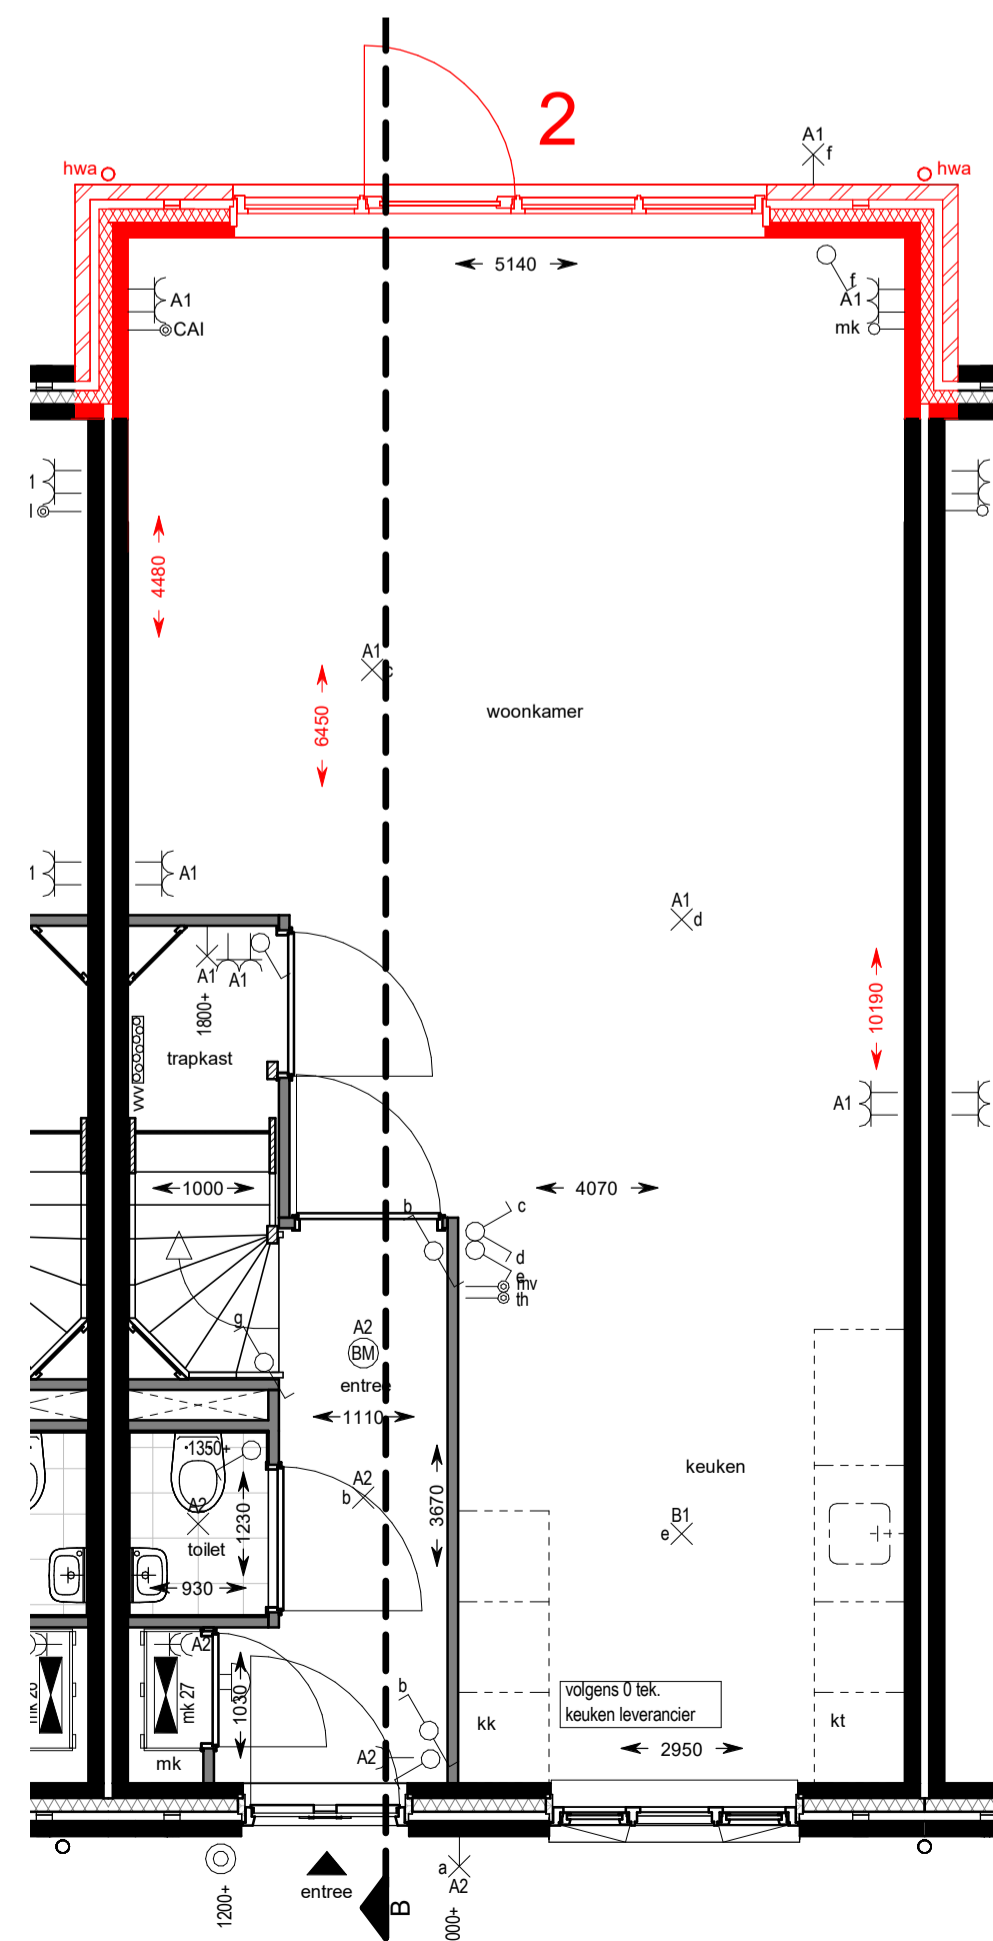 2
A1
f
hwa
hwa
5140
A1
CAI
f
A1
mk
4480
A1
c
6450
woonkamer
A1
A1
d
A1
A1
1800+
10190
trapkast
VVV
A1
1000
4070
b
c
d
e
mv
th
g
A2
BM
entree
1110
1350+
keuken
A2
b
3670
1230
A2
B1
e
toilet
930
A2
mk 27
1030
b
volgens 0 tek.
keuken leverancier
kk
kt
A2
2950
mk
a
A2
entree
1200+
B
000+